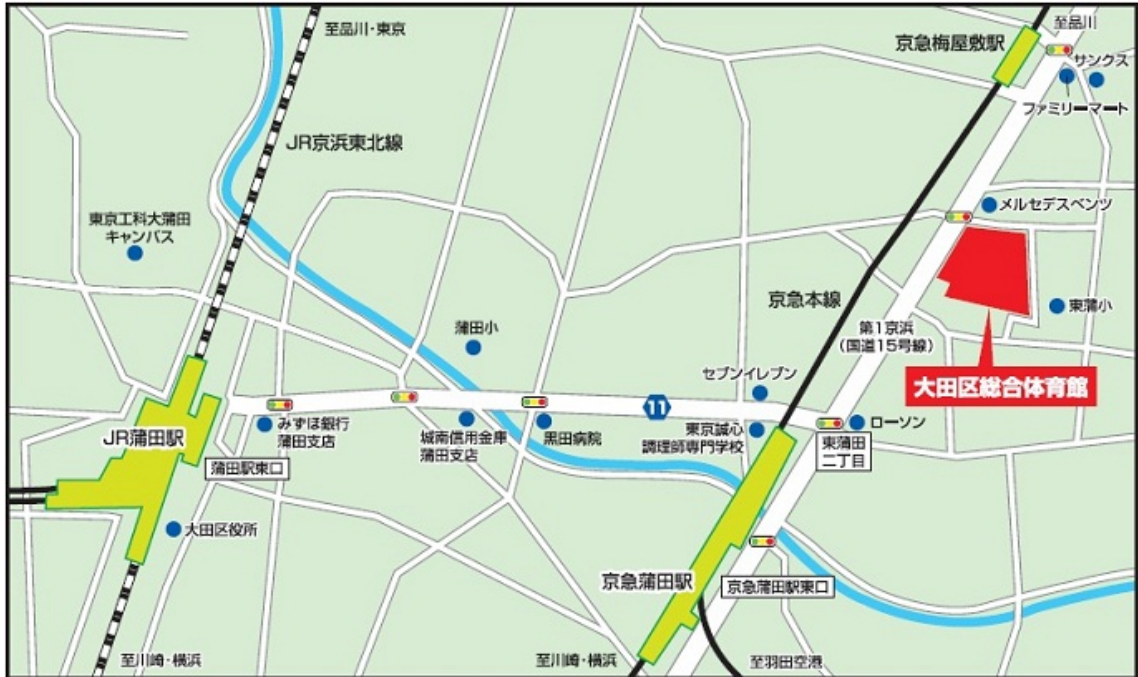 至品川・東京
至品川
京急梅屋敷駅
サンクス
ファミリーマート
JR京浜東北線
メルセデスベンツ
東京工科大蒲田
キャンパス
京急本線
東蒲小
第1京浜
(国道15号線)
蒲田小
大田区総合体育館
セブンイレブン
11
JR蒲田駅
みずほ銀行
蒲田支店
城南信用金庫
蒲田支店
黒田病院
東京誠心
調理師専門学校
ローソン
東蒲田
二丁目
蒲田駅東口
大田区役所
京急蒲田駅
京急蒲田駅東口
至川崎・横浜
至川崎・横浜
至羽田空港